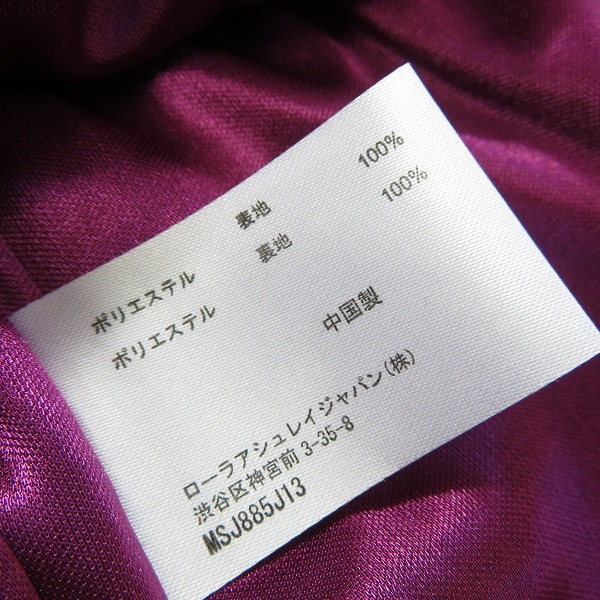 表地
ポリエステル 100%
裏地
ポリエステル 100%
中国製
ローラアシュレイジャパン(株)
渋谷区神宮前 3-35-8
MSJ885J13